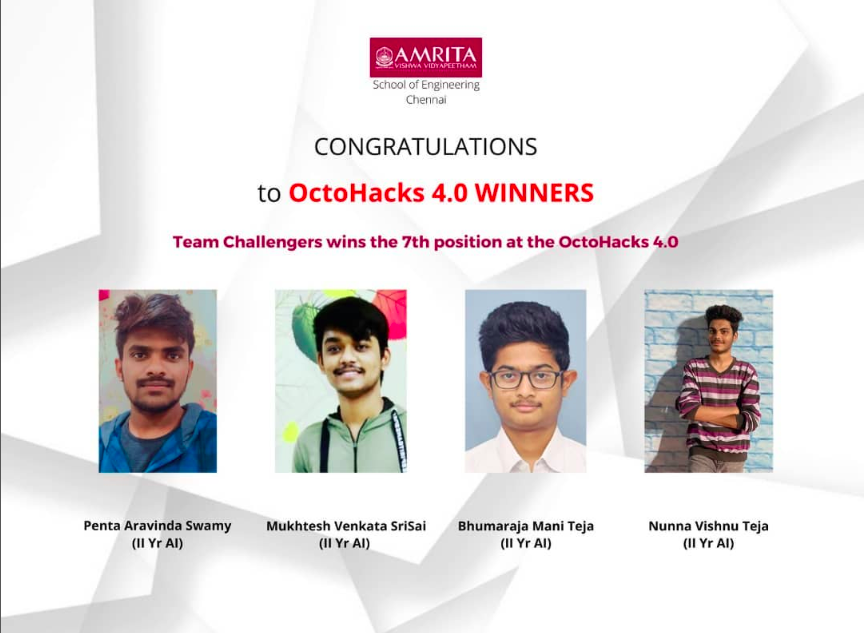 AMRITA
VISHWA VIDYAPEETHAM
School of Engineering
Chennai
CONGRATULATIONS
to OctoHacks 4.0 WINNERS
Team Challengers wins the 7th position at the OctoHacks 4.0
Penta Aravinda Swamy
(II Yr AI)
Mukhtesh Venkata SriSai
(II Yr AI)
Bhumaraja Mani Teja
(II Yr AI)
Nunna Vishnu Teja
(II Yr AI)